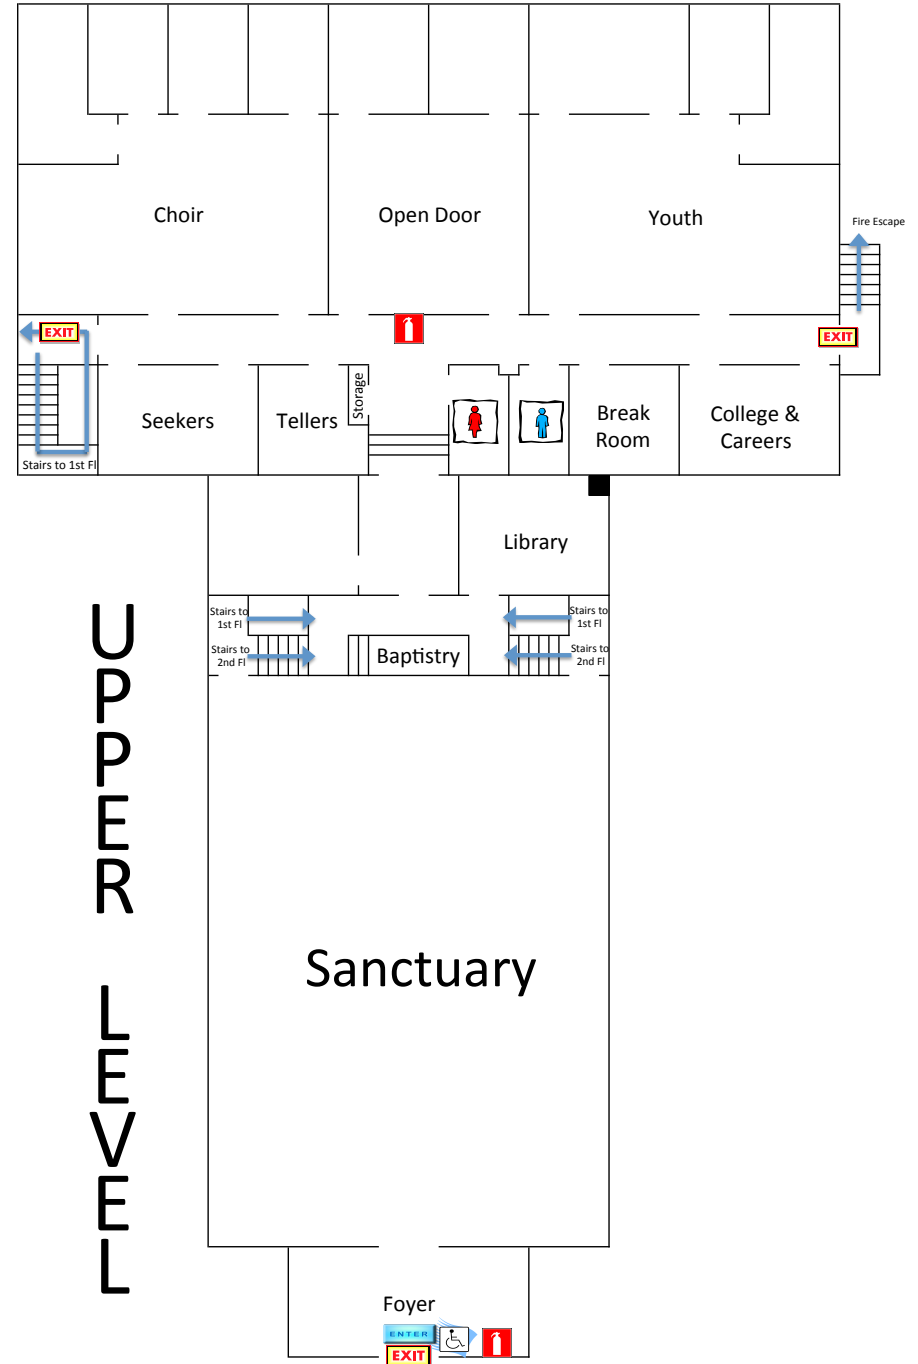 Choir
Open Door
Youth
Fire Escape
EXIT
EXIT
Storage
Seekers
Tellers
Break
Room
College &
Careers
Stairs to 1st Fl
Library
Stairs to
1st Fl
Stairs to
1st Fl
Stairs to
2nd Fl
Baptistry
Stairs to
2nd Fl
UPPER LEVEL
Sanctuary
Foyer
ENTER
EXIT